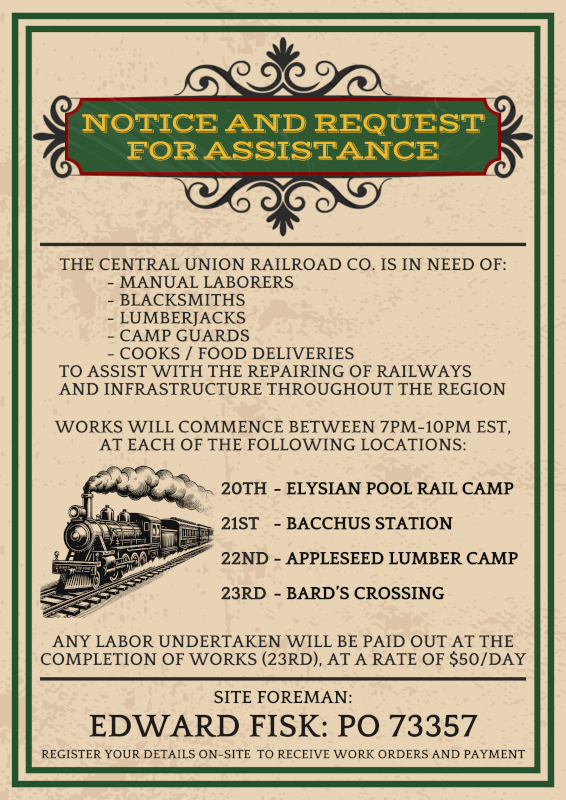 NOTICE AND REQUEST
FOR ASSISTANCE
THE CENTRAL UNION RAILROAD CO. IS IN NEED OF:
- MANUAL LABORERS
- BLACKSMITHS
- LUMBERJACKS
- CAMP GUARDS
- COOKS / FOOD DELIVERIES
TO ASSIST WITH THE REPAIRING OF RAILWAYS
AND INFRASTRUCTURE THROUGHOUT THE REGION
WORKS WILL COMMENCE BETWEEN 7PM-10PM EST,
AT EACH OF THE FOLLOWING LOCATIONS:
20TH - ELYSIAN POOL RAIL CAMP
21ST - BACCHUS STATION
22ND - APPLESEED LUMBER CAMP
23RD - BARD'S CROSSING
ANY LABOR UNDERTAKEN WILL BE PAID OUT AT THE
COMPLETION OF WORKS (23RD), AT A RATE OF $50/DAY
SITE FOREMAN:
EDWARD FISK: PO 73357
REGISTER YOUR DETAILS ON-SITE TO RECEIVE WORK ORDERS AND PAYMENT